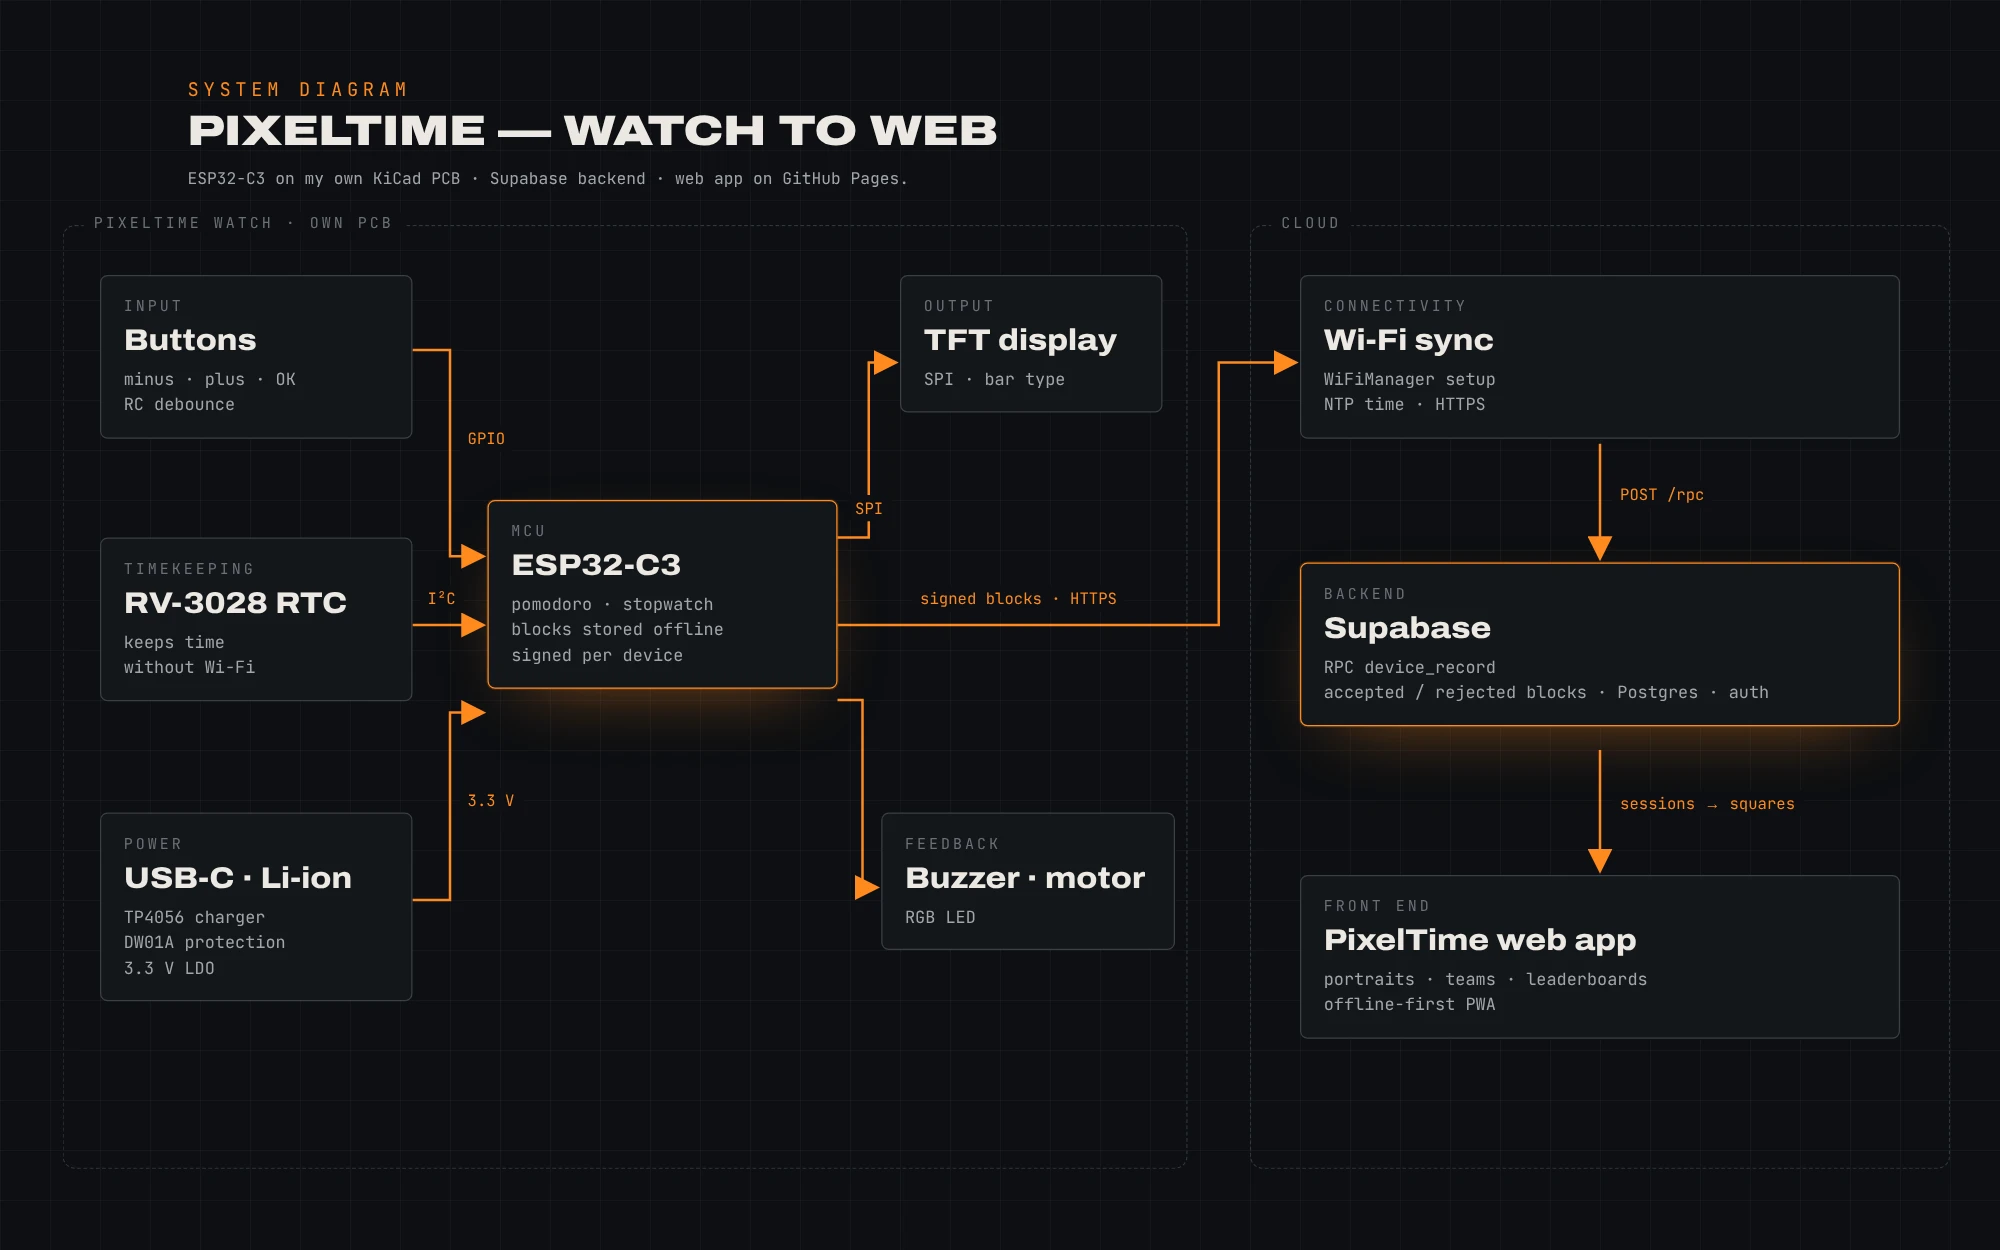 SYSTEM DIAGRAM
PIXELTIME — WATCH TO WEB
ESP32-C3 on my own KiCad PCB · Supabase backend · web app on GitHub Pages.
PIXELTIME WATCH · OWN PCB
INPUT
Buttons
minus · plus · OK
RC debounce
GPIO
TIMEKEEPING
RV-3028 RTC
keeps time
without Wi-Fi
I²C
POWER
USB-C · Li-ion
TP4056 charger
DW01A protection
3.3 V LDO
3.3 V
MCU
ESP32-C3
pomodoro · stopwatch
blocks stored offline
signed per device
SPI
OUTPUT
TFT display
SPI · bar type
signed blocks · HTTPS
FEEDBACK
Buzzer · motor
RGB LED
CLOUD
CONNECTIVITY
Wi-Fi sync
WiFiManager setup
NTP time · HTTPS
POST /rpc
BACKEND
Supabase
RPC device_record
accepted / rejected blocks · Postgres · auth
sessions → squares
FRONT END
PixelTime web app
portraits · teams · leaderboards
offline-first PWA